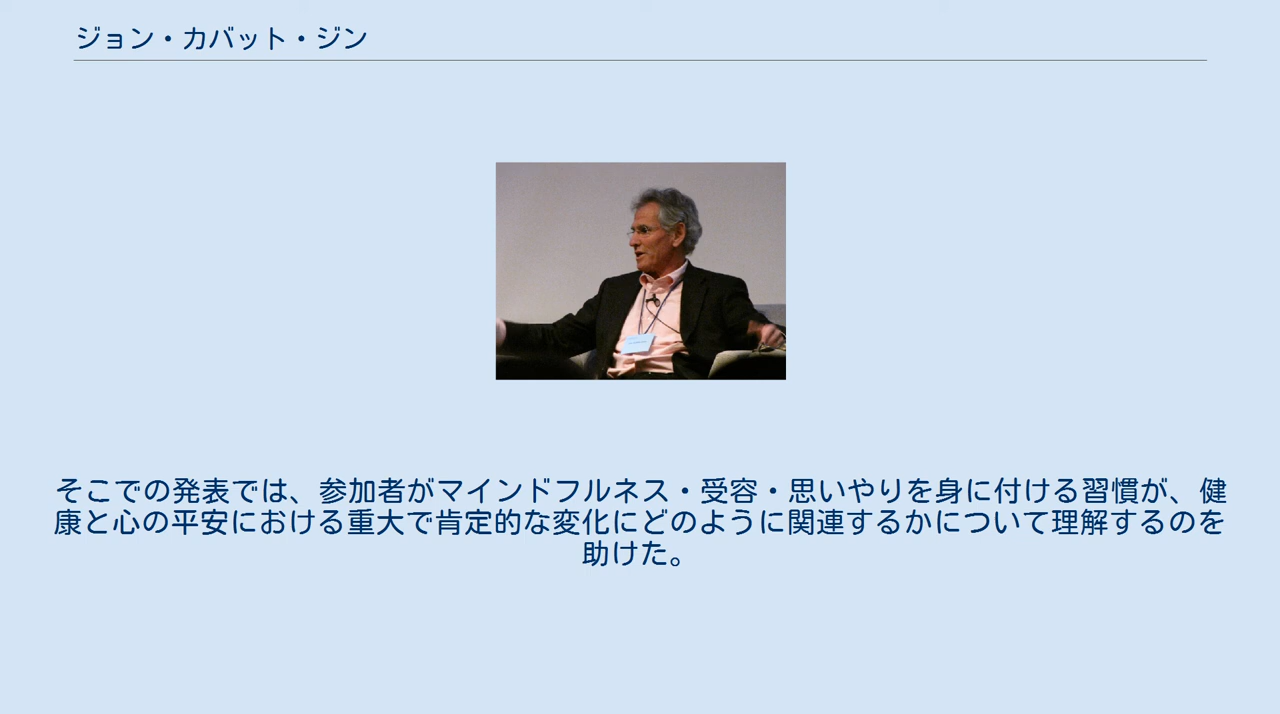 ジョン・カバット・ジン
そこでの発表では、参加者がマインドフルネス・受容・思いやりを身に付ける習慣が、健
康と心の平安における重大で肯定的な変化にどのように関連するかについて理解するのを
助けた。